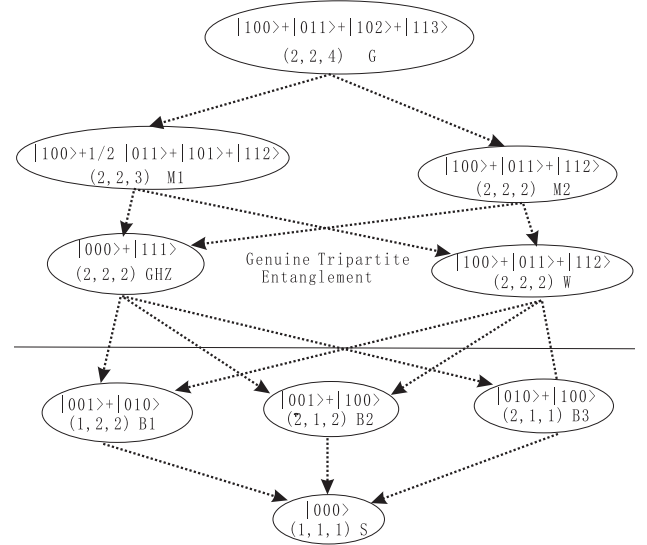 |100>+|011>+|102>+|113>
(2,2,4) G
|100>+1/2 |011>+|101>+|112>
(2,2,3) M1
|100>+|011>+|112>
(2,2,2) M2
|000>+|111>
(2,2,2) GHZ
Genuine Tripartite
Entanglement
|100>+|011>+|112>
(2,2,2) W
|001>+|010>
(1,2,2) B1
|001>+|100>
(2,1,2) B2
|010>+|100>
(2,1,1) B3
|000>
(1,1,1) S